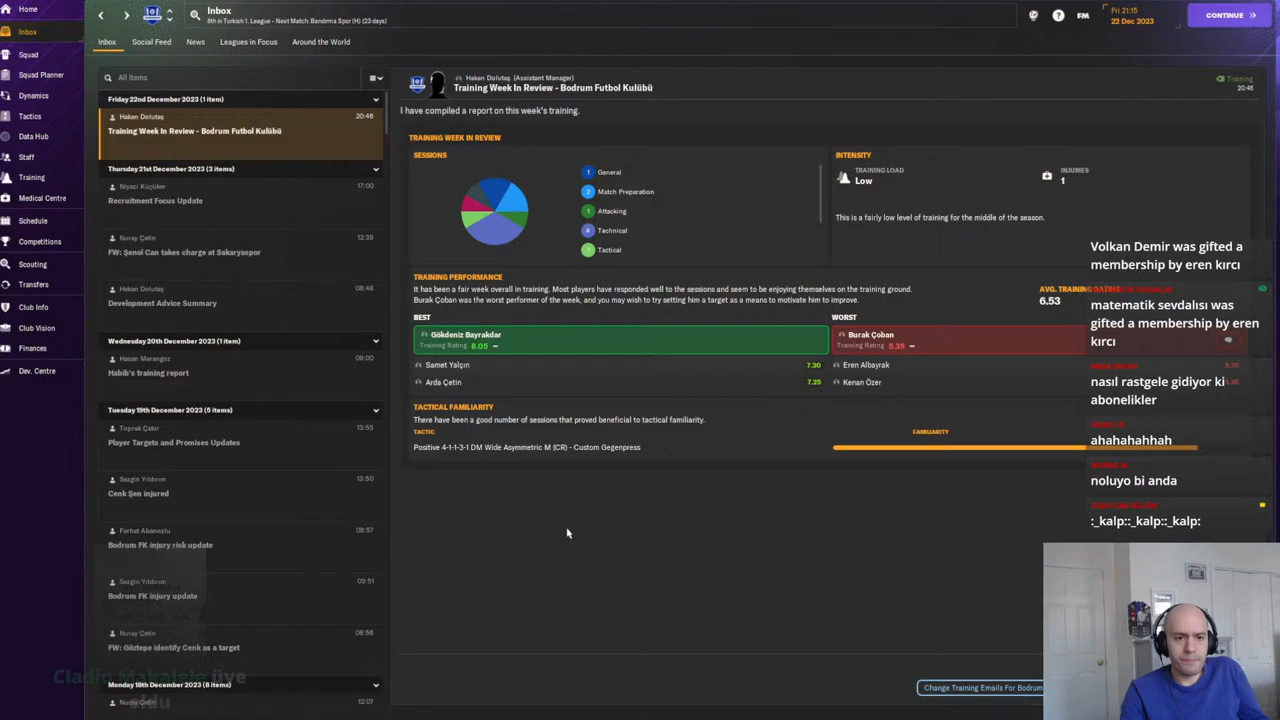 Home
Inbox
Squad
Squad Planner
Dynamics
Tactics
Data Hub
Staff
Training
Medical Centre
Schedule
Competitions
Scouting
Transfers
Club Info
Club Vision
Finances
Dev. Centre
Inbox
8th in Turkish 1. League - Next Match: Bandırma Spor (H) (23 days)
FM
Fri 21:15
22 Dec 2023
CONTINUE
Inbox
Social Feed
News
Leagues in Focus
Around the World
All Items
Friday 22nd December 2023 (1 item)
Hakan Dolutaş
20:46
Training Week In Review - Bodrum Futbol Kulübü
Thursday 21st December 2023 (3 items)
Niyazi Küçüker
17:00
Recruitment Focus Update
Nuray Çetin
12:35
FW: Şenol Can takes charge at Sakaryaspor
Hakan Dolutaş
08:48
Development Advice Summary
Wednesday 20th December 2023 (1 item)
Hasan Marangoz
09:00
Habib's training report
Tuesday 19th December 2023 (5 items)
Toprak Çakır
13:55
Player Targets and Promises Updates
Sezgin Yıldırım
13:50
Cenk Şen injured
Ferhat Abanozlu
09:57
Bodrum FK injury risk update
Sezgin Yıldırım
09:51
Bodrum FK injury update
Nuray Çetin
08:56
FW: Göztepe identify Cenk as a target
Monday 18th December 2023 (8 items)
Nuray Çetin
12:07
Cladio Makalele üye
oldu
Hakan Dolutaş (Assistant Manager)
Training Week In Review - Bodrum Futbol Kulübü
Training
20:46
I have compiled a report on this week's training.
TRAINING WEEK IN REVIEW
SESSIONS
1 General
2 Match Preparation
1 Attacking
4 Technical
1 Tactical
INTENSITY
TRAINING LOAD
Low
INJURIES
1
This is a fairly low level of training for the middle of the season.
TRAINING PERFORMANCE
It has been a fair week overall in training. Most players have responded well to the sessions and seem to be enjoying themselves on the training ground.
Burak Çoban was the worst performer of the week, and you may wish to try setting him a target as a means to motivate him to improve.
AVG. TRAINING RATING
6.53
BEST
Gökdeniz Bayrakdar
Training Rating 8.05 –
Samet Yalçın
7.30
Arda Çetin
7.25
WORST
Burak Çoban
Training Rating 5.35 –
Eren Albayrak
Kenan Özer
TACTICAL FAMILIARITY
There have been a good number of sessions that proved beneficial to tactical familiarity.
TACTIC
FAMILIARITY
Positive 4-1-1-3-1 DM Wide Asymmetric M (CR) - Custom Gegenpress
Change Training Emails For Bodrum
Volkan Demir was gifted a
membership by eren kırcı
matematik sevdalısı was
gifted a membership by eren
kırcı
nasıl rastgele gidiyor ki
abonelikler
ahahahahhah
noluyo bi anda
:_kalp::_kalp::_kalp: